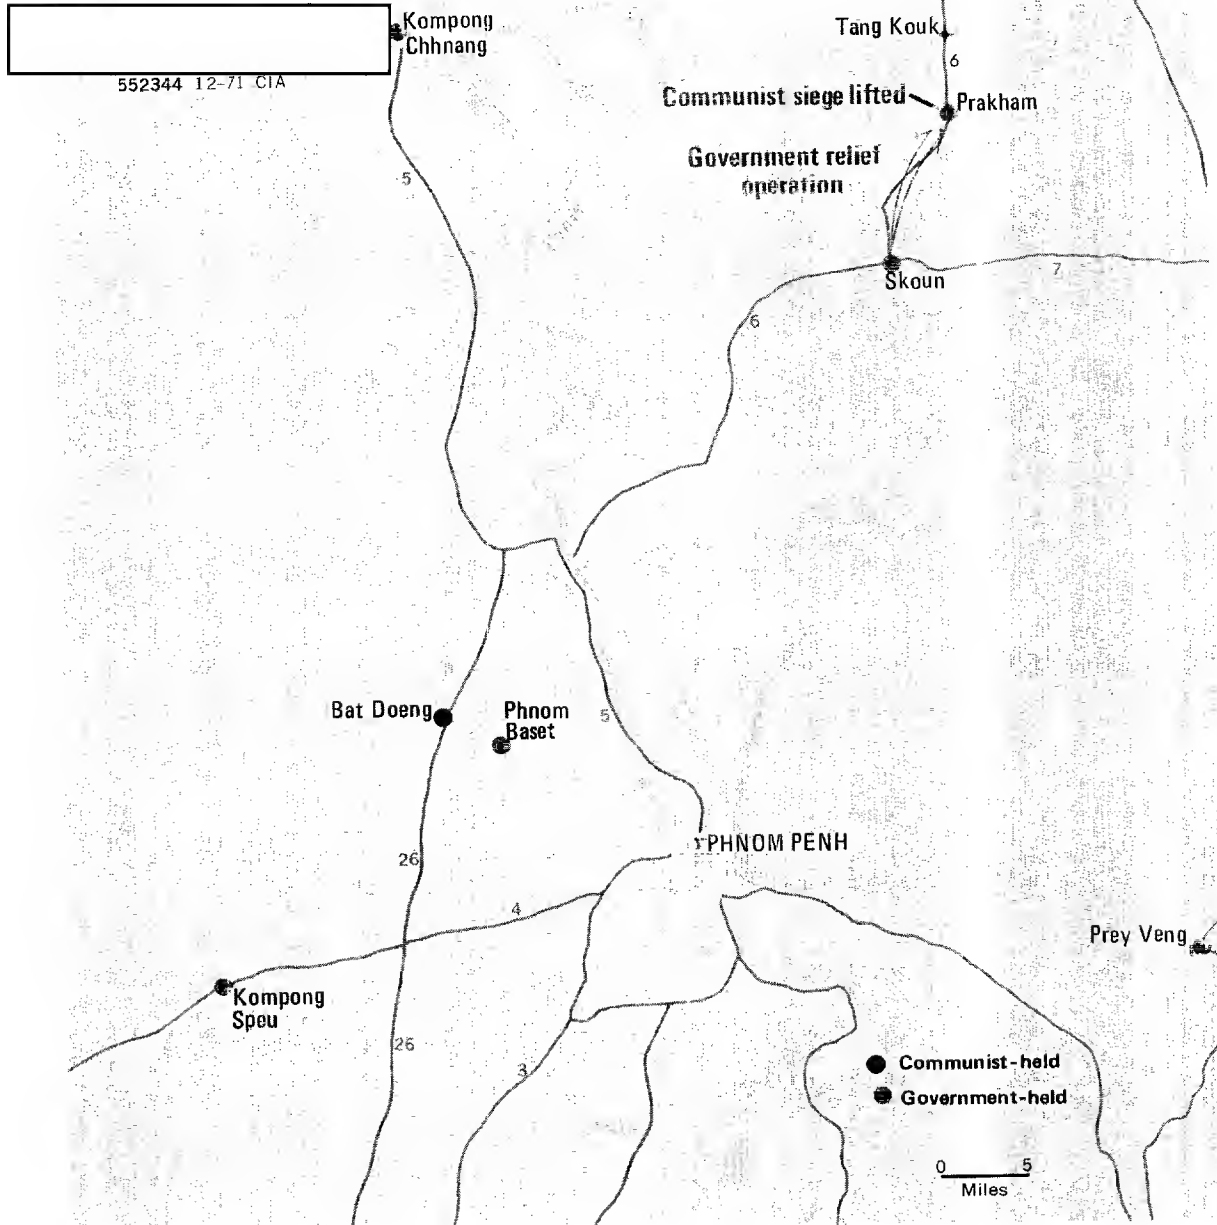 Kompong
Chhnang
552344 12-71 CIA
Tang Kouk
6
Communist siege lifted
Prakham
Government relief
operation
5
Skoun
7
6
Bat Doeng
Phnom
Baset
5
PHNOM PENH
26
4
Prey Veng
Kompong
Speu
26
3
Communist-held
Government-held
0 5
Miles